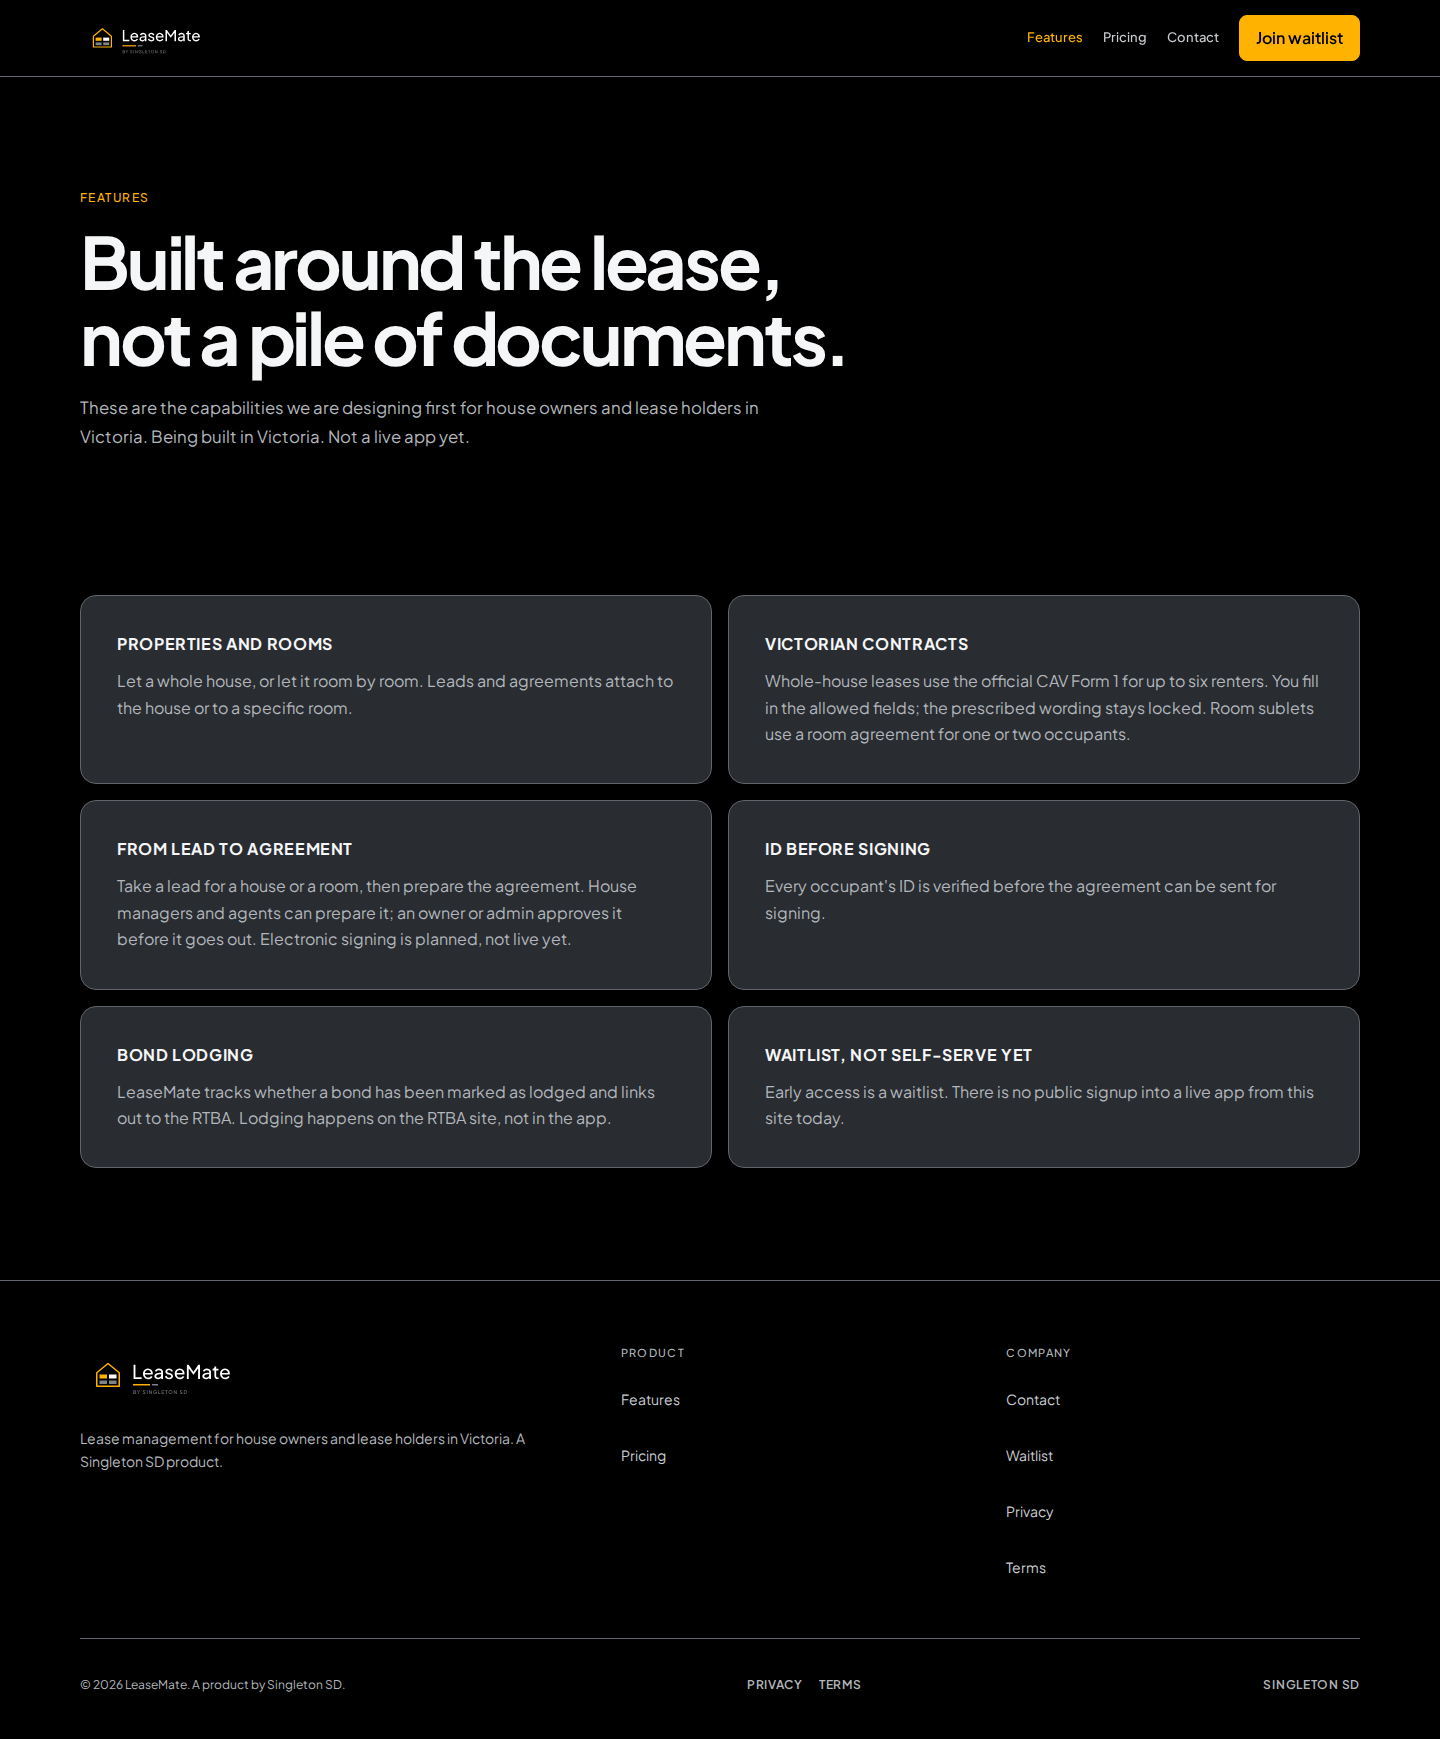 LeaseMate
BY SINGLETON SD
Features
Pricing
Contact
Join waitlist
FEATURES
Built around the lease,
not a pile of documents.
These are the capabilities we are designing first for house owners and lease holders in
Victoria. Being built in Victoria. Not a live app yet.
PROPERTIES AND ROOMS
Let a whole house, or let it room by room. Leads and agreements attach to
the house or to a specific room.
VICTORIAN CONTRACTS
Whole-house leases use the official CAV Form 1 for up to six renters. You fill
in the allowed fields; the prescribed wording stays locked. Room sublets
use a room agreement for one or two occupants.
FROM LEAD TO AGREEMENT
Take a lead for a house or a room, then prepare the agreement. House
managers and agents can prepare it; an owner or admin approves it
before it goes out. Electronic signing is planned, not live yet.
ID BEFORE SIGNING
Every occupant's ID is verified before the agreement can be sent for
signing.
BOND LODGING
LeaseMate tracks whether a bond has been marked as lodged and links
out to the RTBA. Lodging happens on the RTBA site, not in the app.
WAITLIST, NOT SELF-SERVE YET
Early access is a waitlist. There is no public signup into a live app from this
site today.
LeaseMate
BY SINGLETON SD
Lease management for house owners and lease holders in Victoria. A
Singleton SD product.
PRODUCT
Features
Pricing
COMPANY
Contact
Waitlist
Privacy
Terms
© 2026 LeaseMate. A product by Singleton SD.
PRIVACY
TERMS
SINGLETON SD